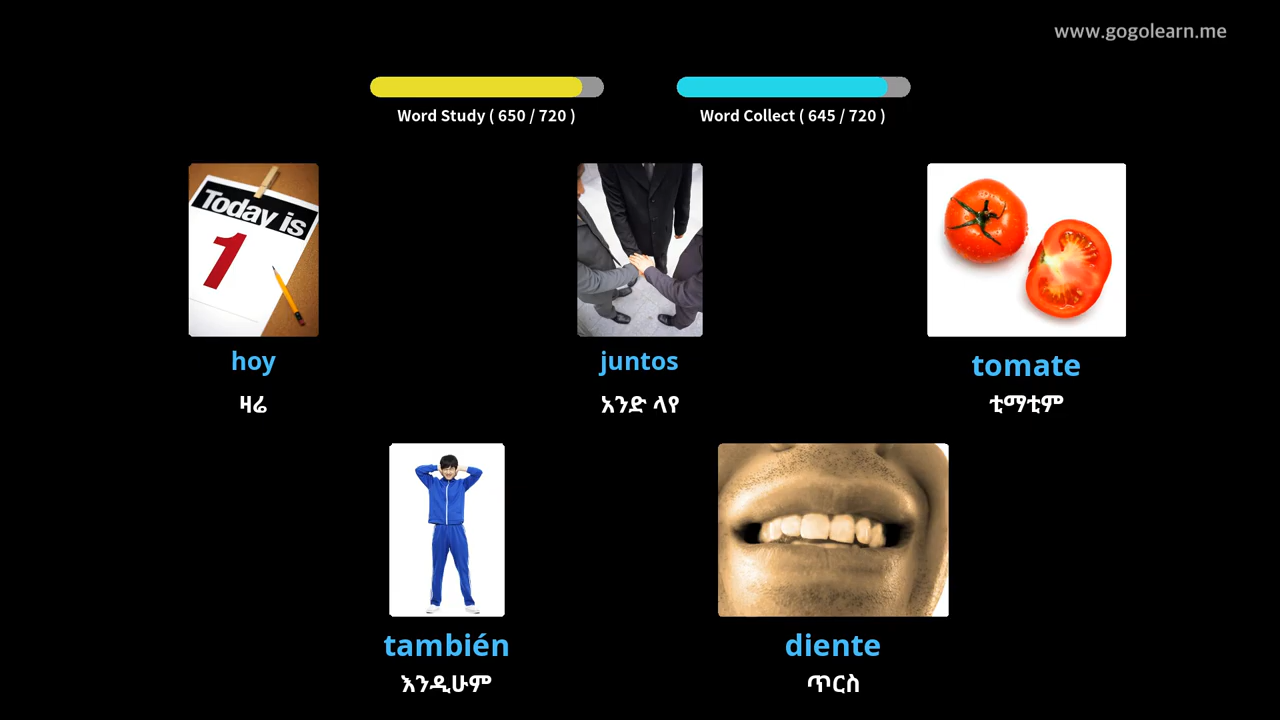 www.gogolearn.me
Word Study ( 650 / 720 )
Word Collect ( 645 / 720 )
Today is
1
hoy
ዛሬ
juntos
አንድ ላየ
tomate
ቲማቲም
también
እንዲሁም
diente
ጥርስ